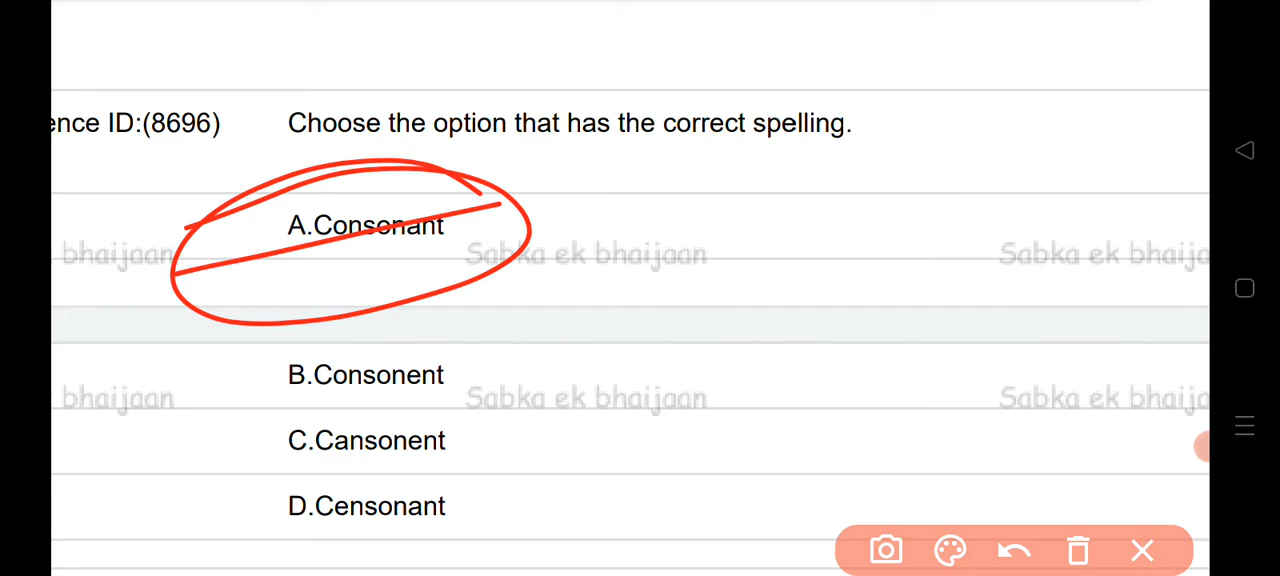 ence ID:(8696) Choose the option that has the correct spelling.
A.Consonant
bhaijaan Sabka ek bhaijaan Sabka ek bhaija
B.Consonent
bhaijaan Sabka ek bhaijaan Sabka ek bhaija
C.Cansonent
D.Censonant